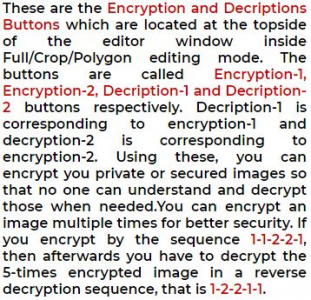 These are the Encryption and Decriptions
Buttons which are located at the topside
of the editor window inside
Full/Crop/Polygon editing mode. The
buttons are called Encryption-1,
Encryption-2, Decription-1 and Decription-
2 buttons respectively. Decription-1 is
corresponding to encryption-1 and
decryption-2 is corresponding to
encryption-2. Using these, you can
encrypt you private or secured images so
that no one can understand and decrypt
those when needed.You can encrypt an
image multiple times for better security. If
you encrypt by the sequence 1-1-2-2-1,
then afterwards you have to decrypt the
5-times encrypted image in a reverse
decryption sequence, that is 1-2-2-1-1.